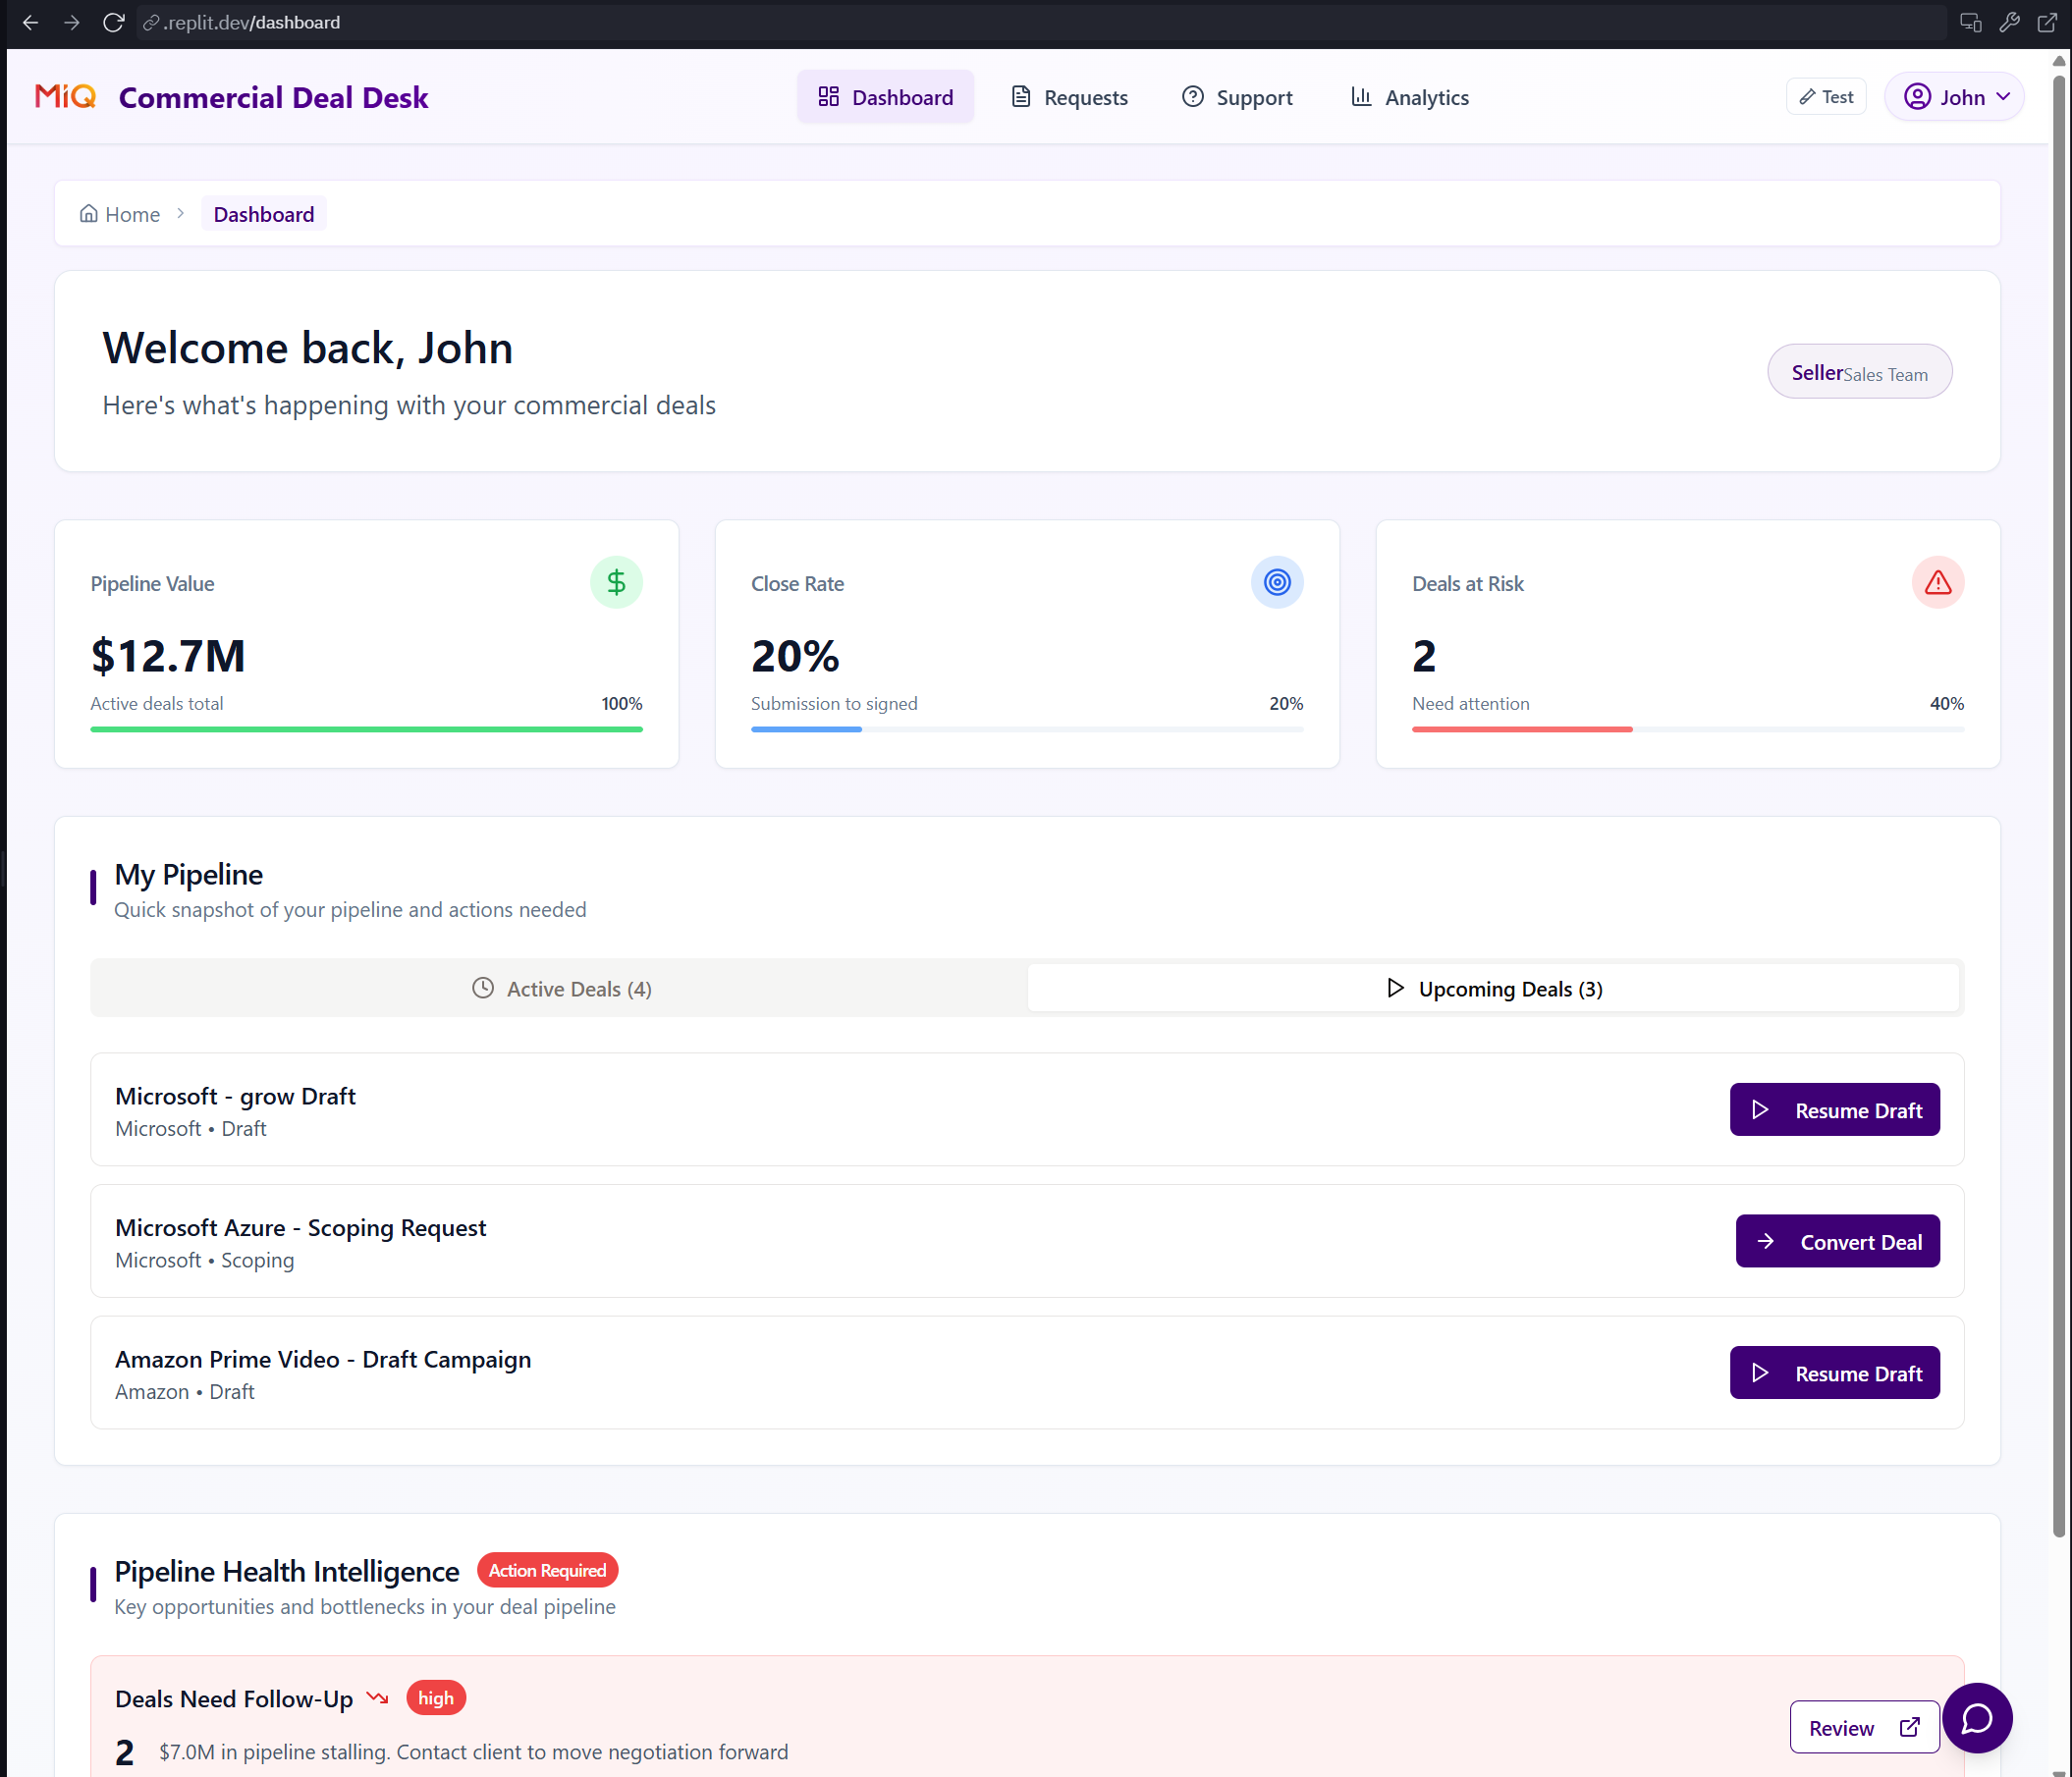 .replit.dev/dashboard
MiQ Commercial Deal Desk
Dashboard
Requests
Support
Analytics
Test
John
Home
Dashboard
Welcome back, John
Here's what's happening with your commercial deals
SellerSales Team
Pipeline Value
$12.7M
Active deals total 100%
Close Rate
20%
Submission to signed 20%
Deals at Risk
2
Need attention 40%
My Pipeline
Quick snapshot of your pipeline and actions needed
Active Deals (4)
Upcoming Deals (3)
Microsoft - grow Draft
Microsoft • Draft
Resume Draft
Microsoft Azure - Scoping Request
Microsoft • Scoping
Convert Deal
Amazon Prime Video - Draft Campaign
Amazon • Draft
Resume Draft
Pipeline Health Intelligence Action Required
Key opportunities and bottlenecks in your deal pipeline
Deals Need Follow-Up high
2 $7.0M in pipeline stalling. Contact client to move negotiation forward
Review